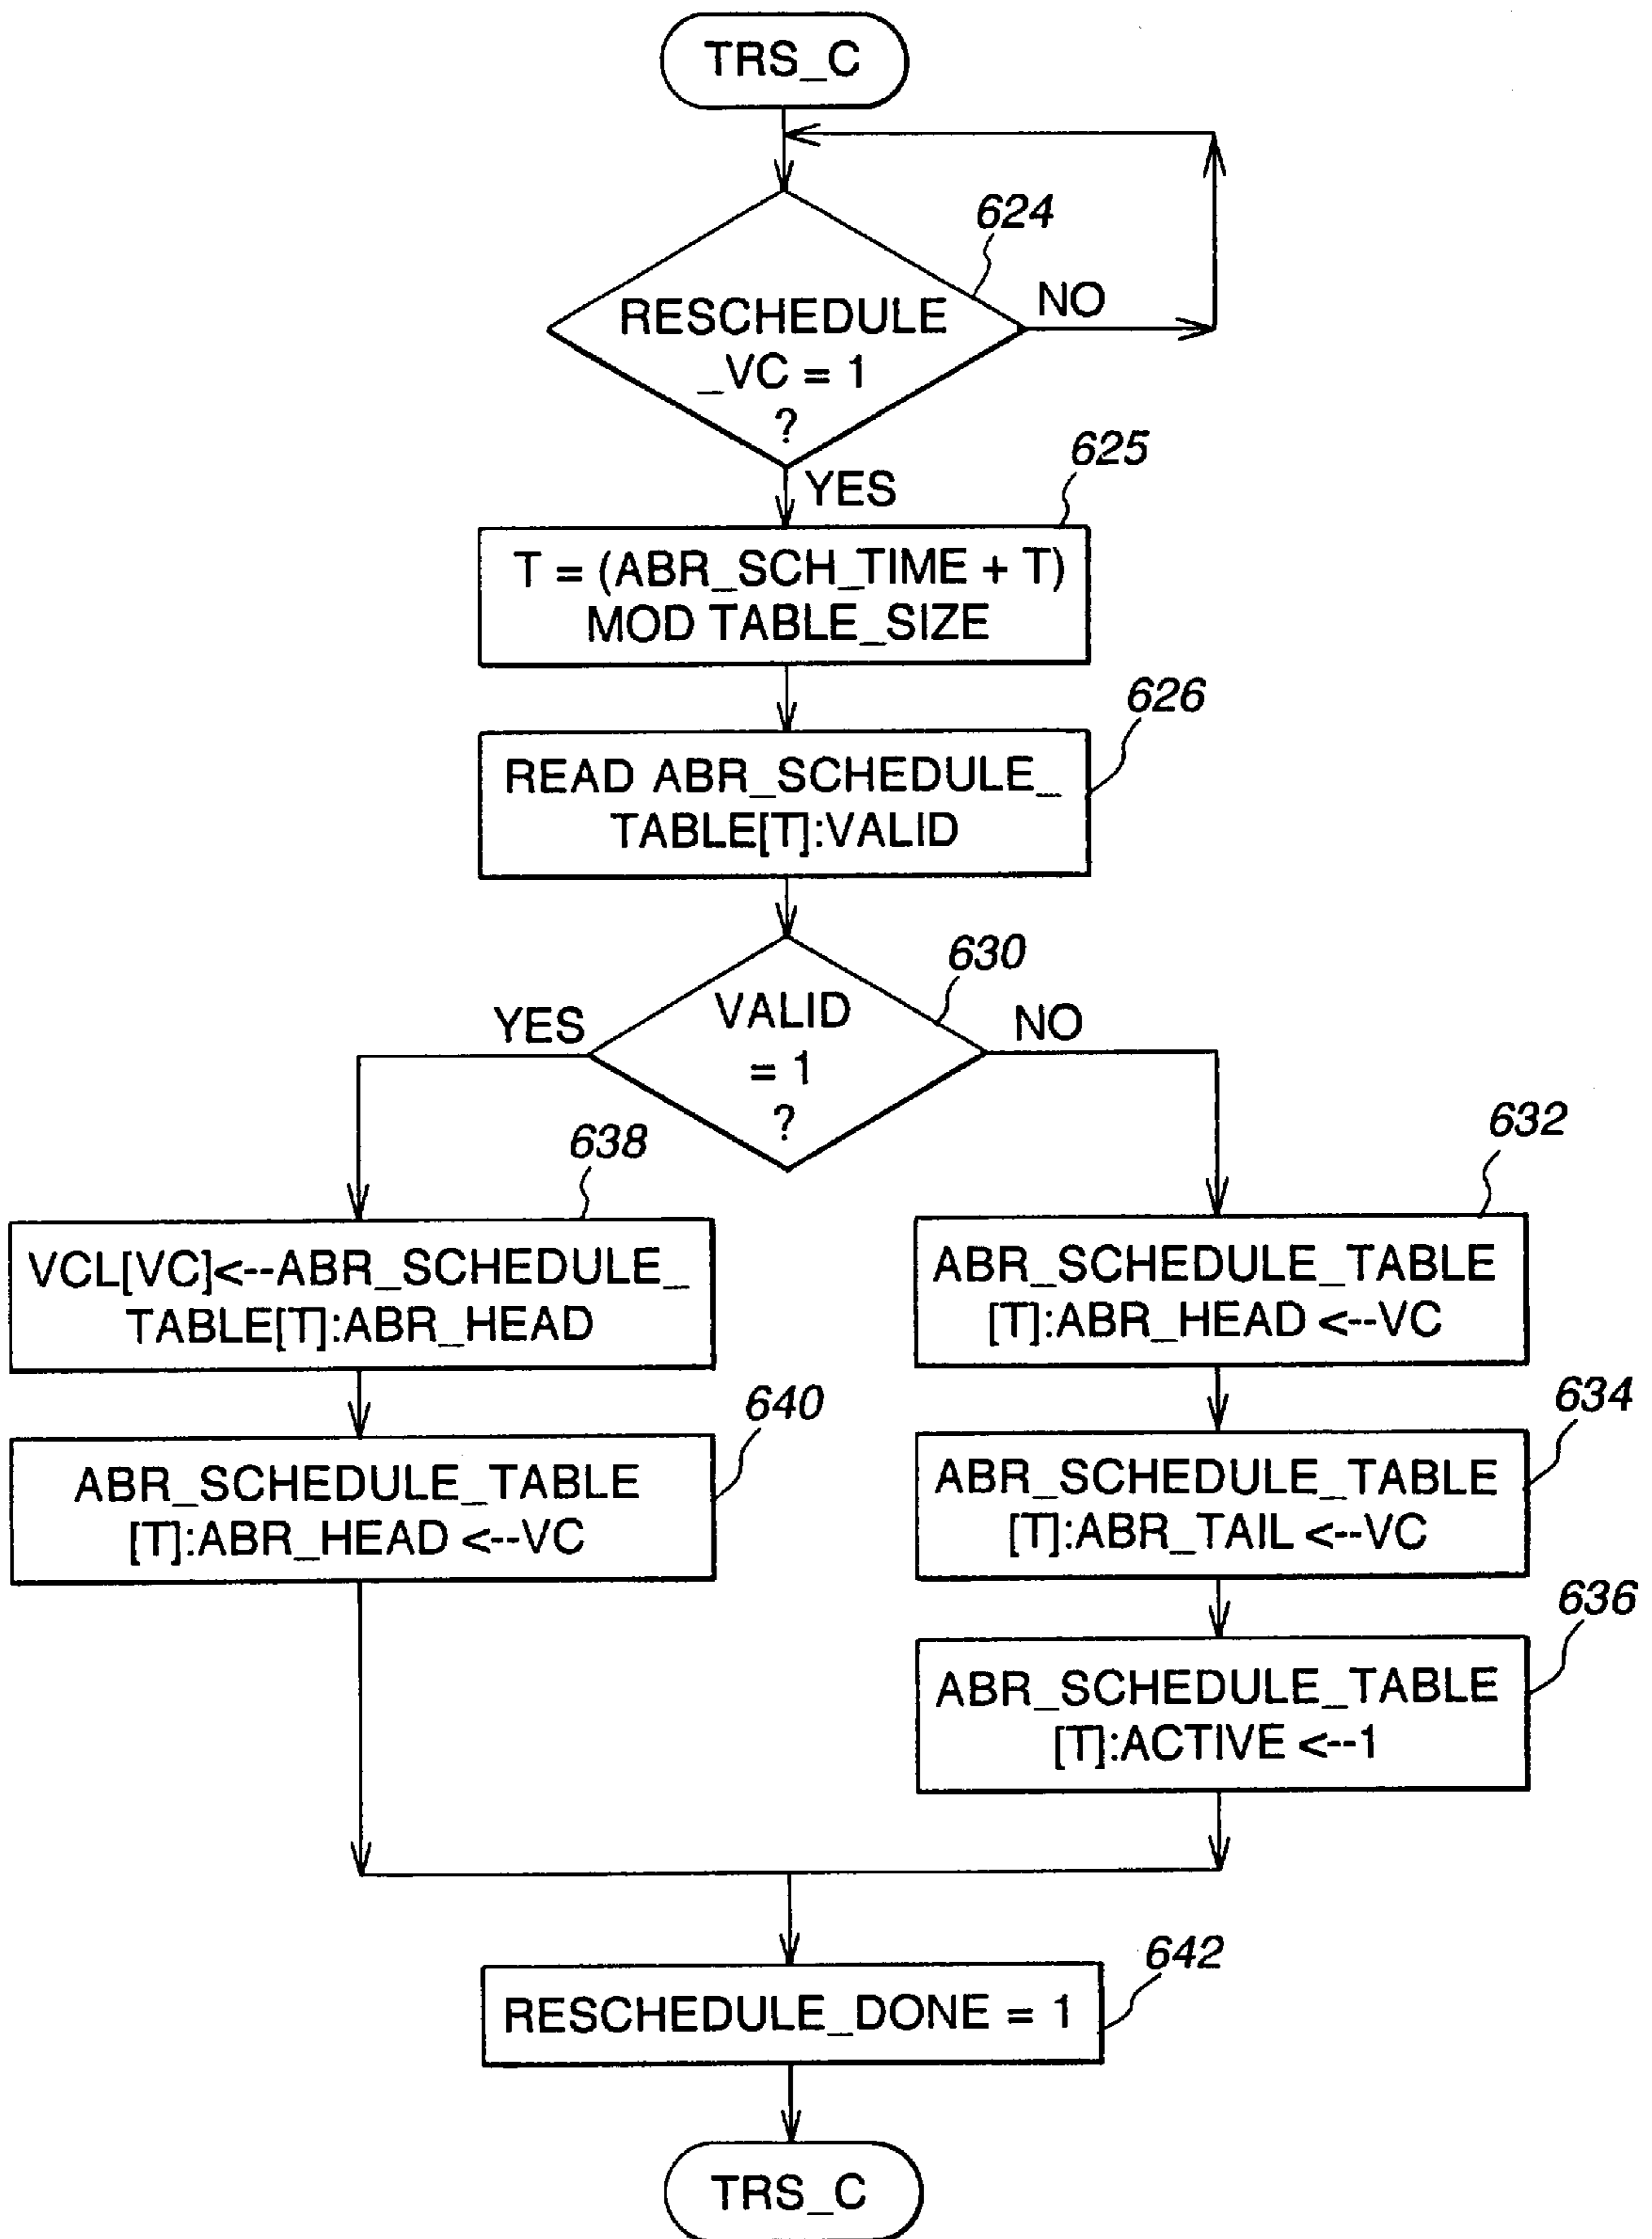 TRS_C
624
RESCHEDULE
_VC = 1
?
NO
YES
625
T = (ABR_SCH_TIME + T)
MOD TABLE_SIZE
626
READ ABR_SCHEDULE_
TABLE[T]:VALID
630
VALID
= 1
?
YES
NO
638
VCL[VC]<--ABR_SCHEDULE_
TABLE[T]:ABR_HEAD
640
ABR_SCHEDULE_TABLE
[T]:ABR_HEAD <--VC
632
ABR_SCHEDULE_TABLE
[T]:ABR_HEAD <--VC
634
ABR_SCHEDULE_TABLE
[T]:ABR_TAIL <--VC
636
ABR_SCHEDULE_TABLE
[T]:ACTIVE <--1
642
RESCHEDULE_DONE = 1
TRS_C